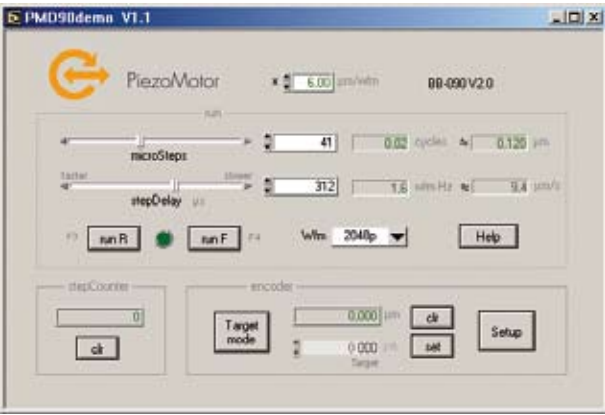 PMD90demo V1.1
PiezoMotor
x 6.00 µm/wfm
BB-090 V2.0
run
41 0.02 cycles ≈ 0.120 µm
microSteps
faster slower
312 1.6 wfm Hz ≈ 9.4 µm/s
stepDelay µs
run R run F Wfm 2048p Help
stepCounter encoder
0 0.000 µm clr
Target mode Setup
clr 0.000 set
Target